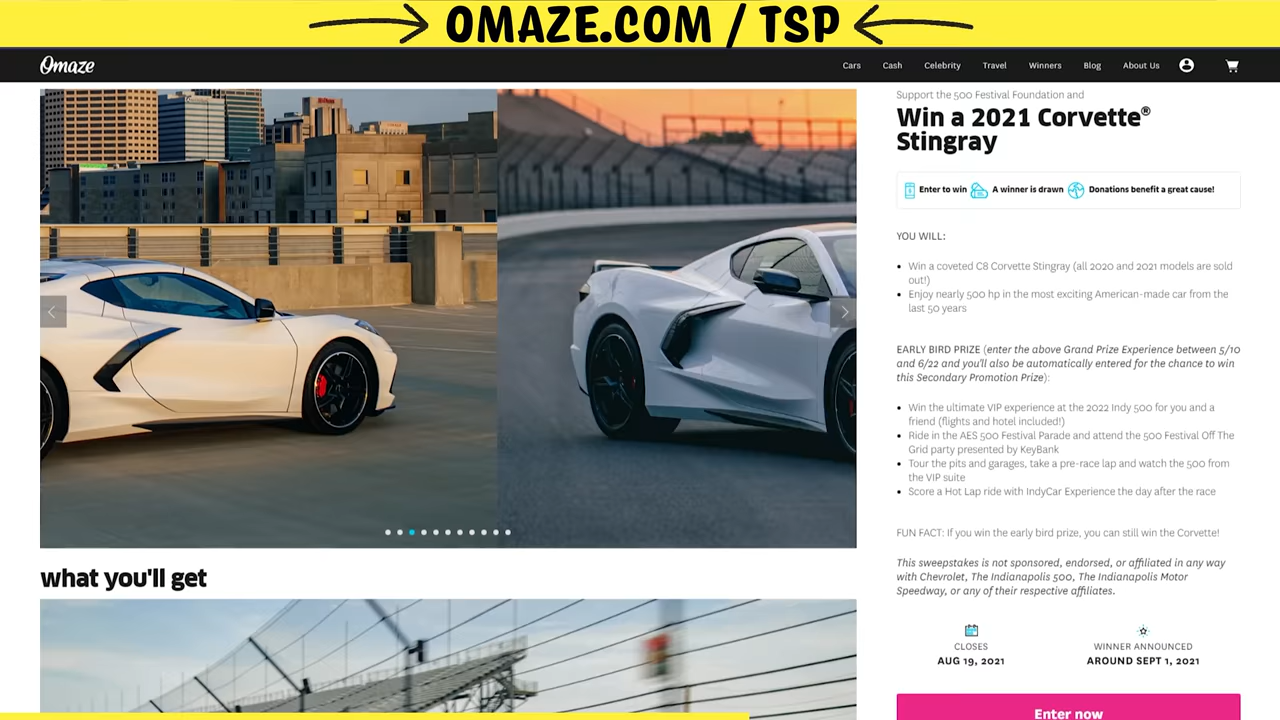 OMAZE.COM / TSP
Omaze
Cars Cash Celebrity Travel Winners Blog About Us
Support the 500 Festival Foundation and
Win a 2021 Corvette®
Stingray
Enter to win A winner is drawn Donations benefit a great cause!
YOU WILL:
• Win a coveted C8 Corvette Stingray (all 2020 and 2021 models are sold
out!)
• Enjoy nearly 500 hp in the most exciting American-made car from the
last 50 years
EARLY BIRD PRIZE (enter the above Grand Prize Experience between 5/10
and 6/22 and you'll also be automatically entered for the chance to win
this Secondary Promotion Prize):
• Win the ultimate VIP experience at the 2022 Indy 500 for you and a
friend (flights and hotel included!)
• Ride in the AES 500 Festival Parade and attend the 500 Festival Off The
Grid party presented by KeyBank
• Tour the pits and garages, take a pre-race lap and watch the 500 from
the VIP suite
• Score a Hot Lap ride with IndyCar Experience the day after the race
FUN FACT: If you win the early bird prize, you can still win the Corvette!
This sweepstakes is not sponsored, endorsed, or affiliated in any way
with Chevrolet, The Indianapolis 500, The Indianapolis Motor
Speedway, or any of their respective affiliates.
CLOSES
AUG 19, 2021
WINNER ANNOUNCED
AROUND SEPT 1, 2021
Enter now
what you'll get